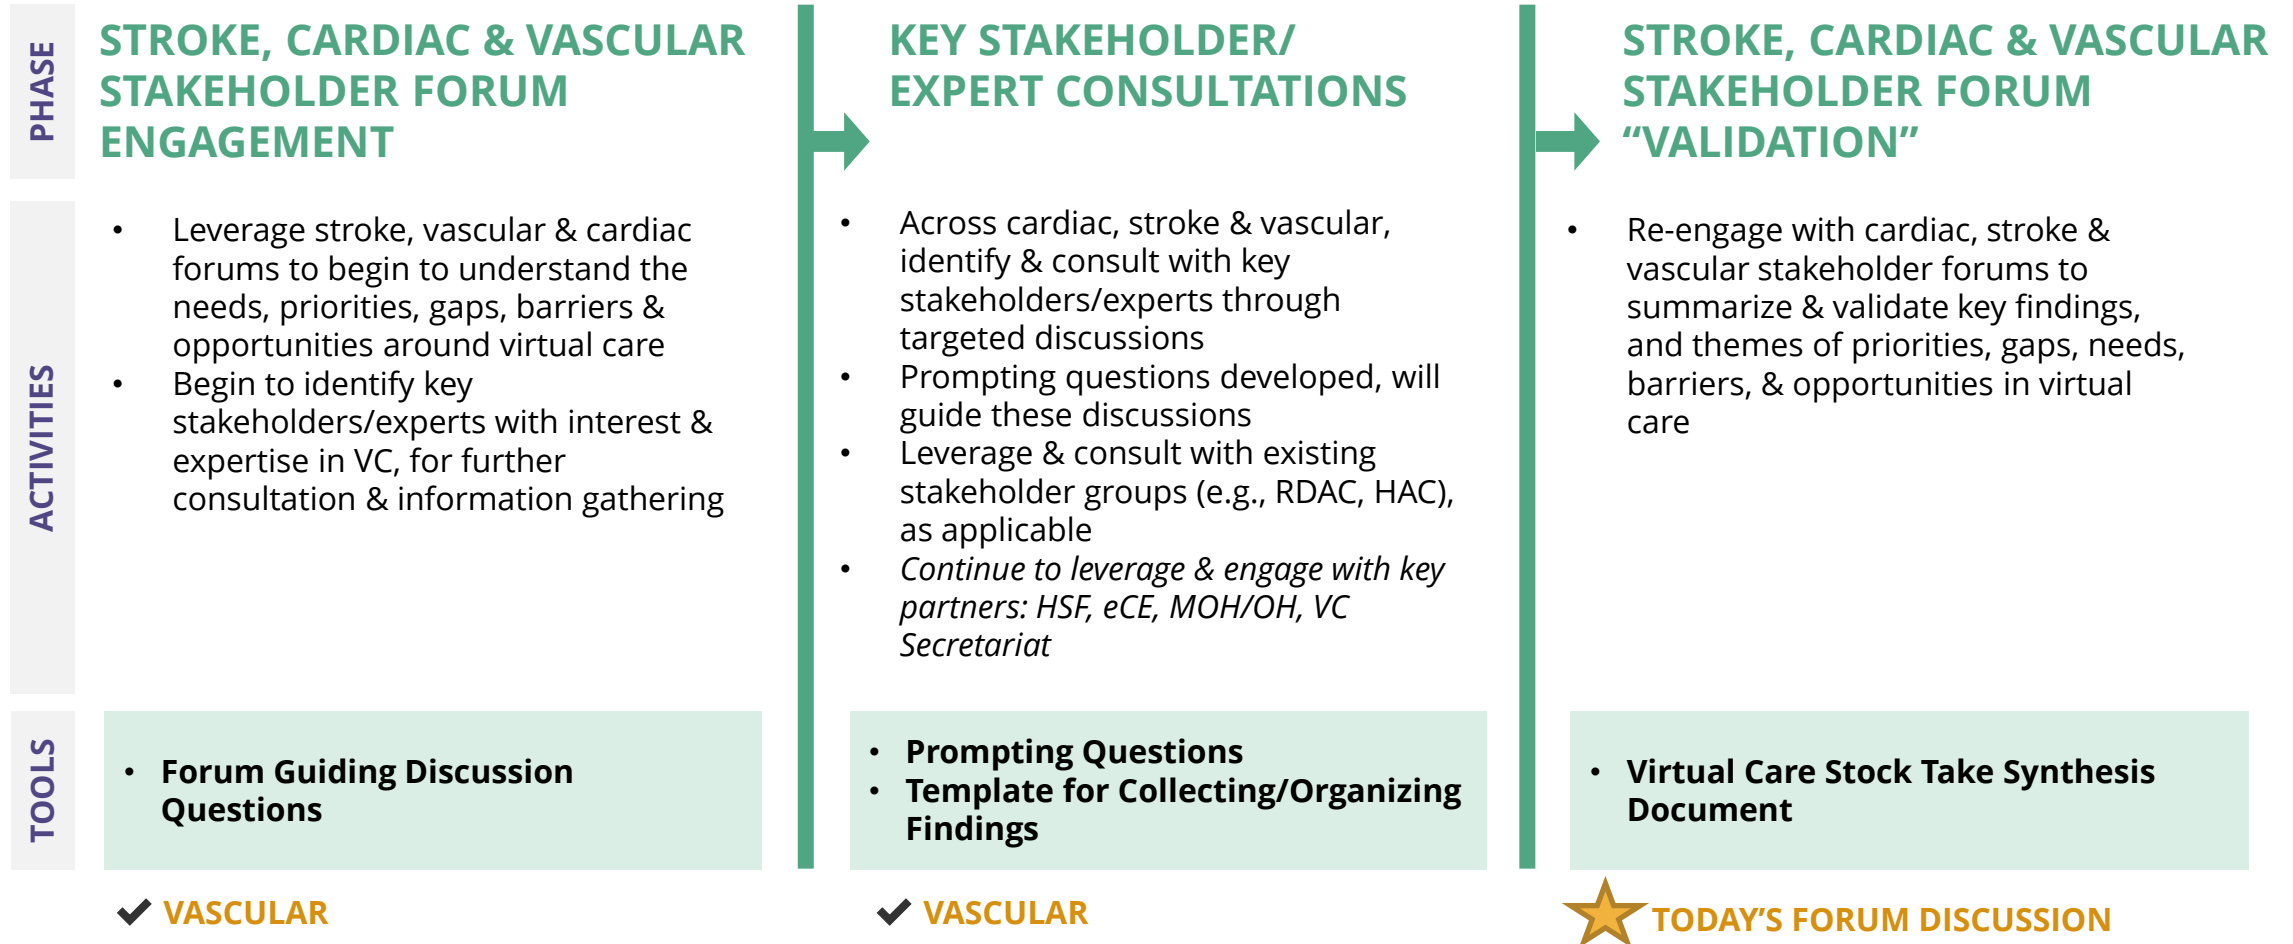 PHASE
STROKE, CARDIAC & VASCULAR
STAKEHOLDER FORUM
ENGAGEMENT
KEY STAKEHOLDER/
EXPERT CONSULTATIONS
STROKE, CARDIAC & VASCULAR
STAKEHOLDER FORUM
“VALIDATION”
ACTIVITIES
• Leverage stroke, vascular & cardiac
forums to begin to understand the
needs, priorities, gaps, barriers &
opportunities around virtual care
• Begin to identify key
stakeholders/experts with interest &
expertise in VC, for further
consultation & information gathering
• Across cardiac, stroke & vascular,
identify & consult with key
stakeholders/experts through
targeted discussions
• Prompting questions developed, will
guide these discussions
• Leverage & consult with existing
stakeholder groups (e.g., RDAC, HAC),
as applicable
• Continue to leverage & engage with key
partners: HSF, eCE, MOH/OH, VC
Secretariat
• Re-engage with cardiac, stroke &
vascular stakeholder forums to
summarize & validate key findings,
and themes of priorities, gaps, needs,
barriers, & opportunities in virtual
care
TOOLS
• Forum Guiding Discussion
Questions
• Prompting Questions
• Template for Collecting/Organizing
Findings
• Virtual Care Stock Take Synthesis
Document
✔ VASCULAR
✔ VASCULAR
TODAY’S FORUM DISCUSSION